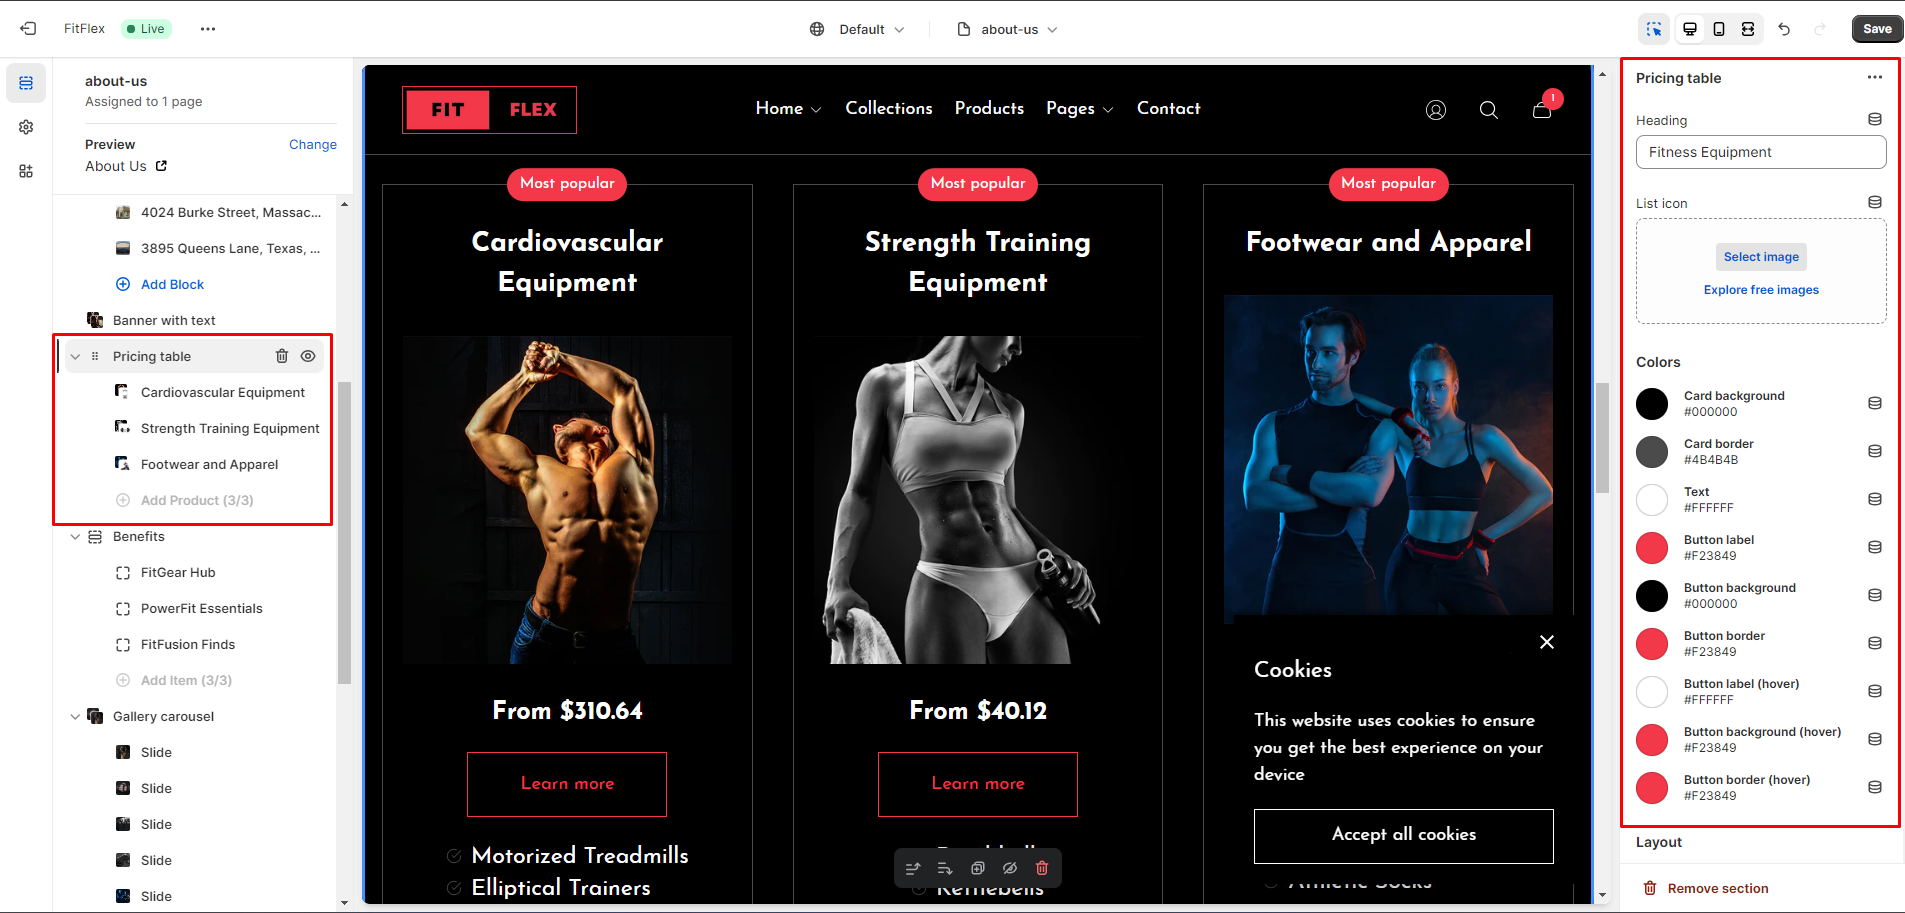 FitFlex
Live
Default
about-us
Save
about-us
Assigned to 1 page
Preview
Change
About Us
4024 Burke Street, Massac...
3895 Queens Lane, Texas, ...
Add Block
Banner with text
Pricing table
Cardiovascular Equipment
Strength Training Equipment
Footwear and Apparel
Add Product (3/3)
Benefits
FitGear Hub
PowerFit Essentials
FitFusion Finds
Add Item (3/3)
Gallery carousel
Slide
Slide
Slide
Slide
Slide
FIT FLEX
Home
Collections
Products
Pages
Contact
1
Most popular
Cardiovascular
Equipment
From $310.64
Learn more
Motorized Treadmills
Elliptical Trainers
Most popular
Strength Training
Equipment
From $40.12
Learn more
Kettlebells
Most popular
Footwear and Apparel
Cookies
This website uses cookies to ensure
you get the best experience on your
device
Accept all cookies
Athletic Socks
Pricing table
Heading
Fitness Equipment
List icon
Select image
Explore free images
Colors
Card background
#000000
Card border
#4B4B4B
Text
#FFFFFF
Button label
#F23849
Button background
#000000
Button border
#F23849
Button label (hover)
#FFFFFF
Button background (hover)
#F23849
Button border (hover)
#F23849
Layout
Remove section